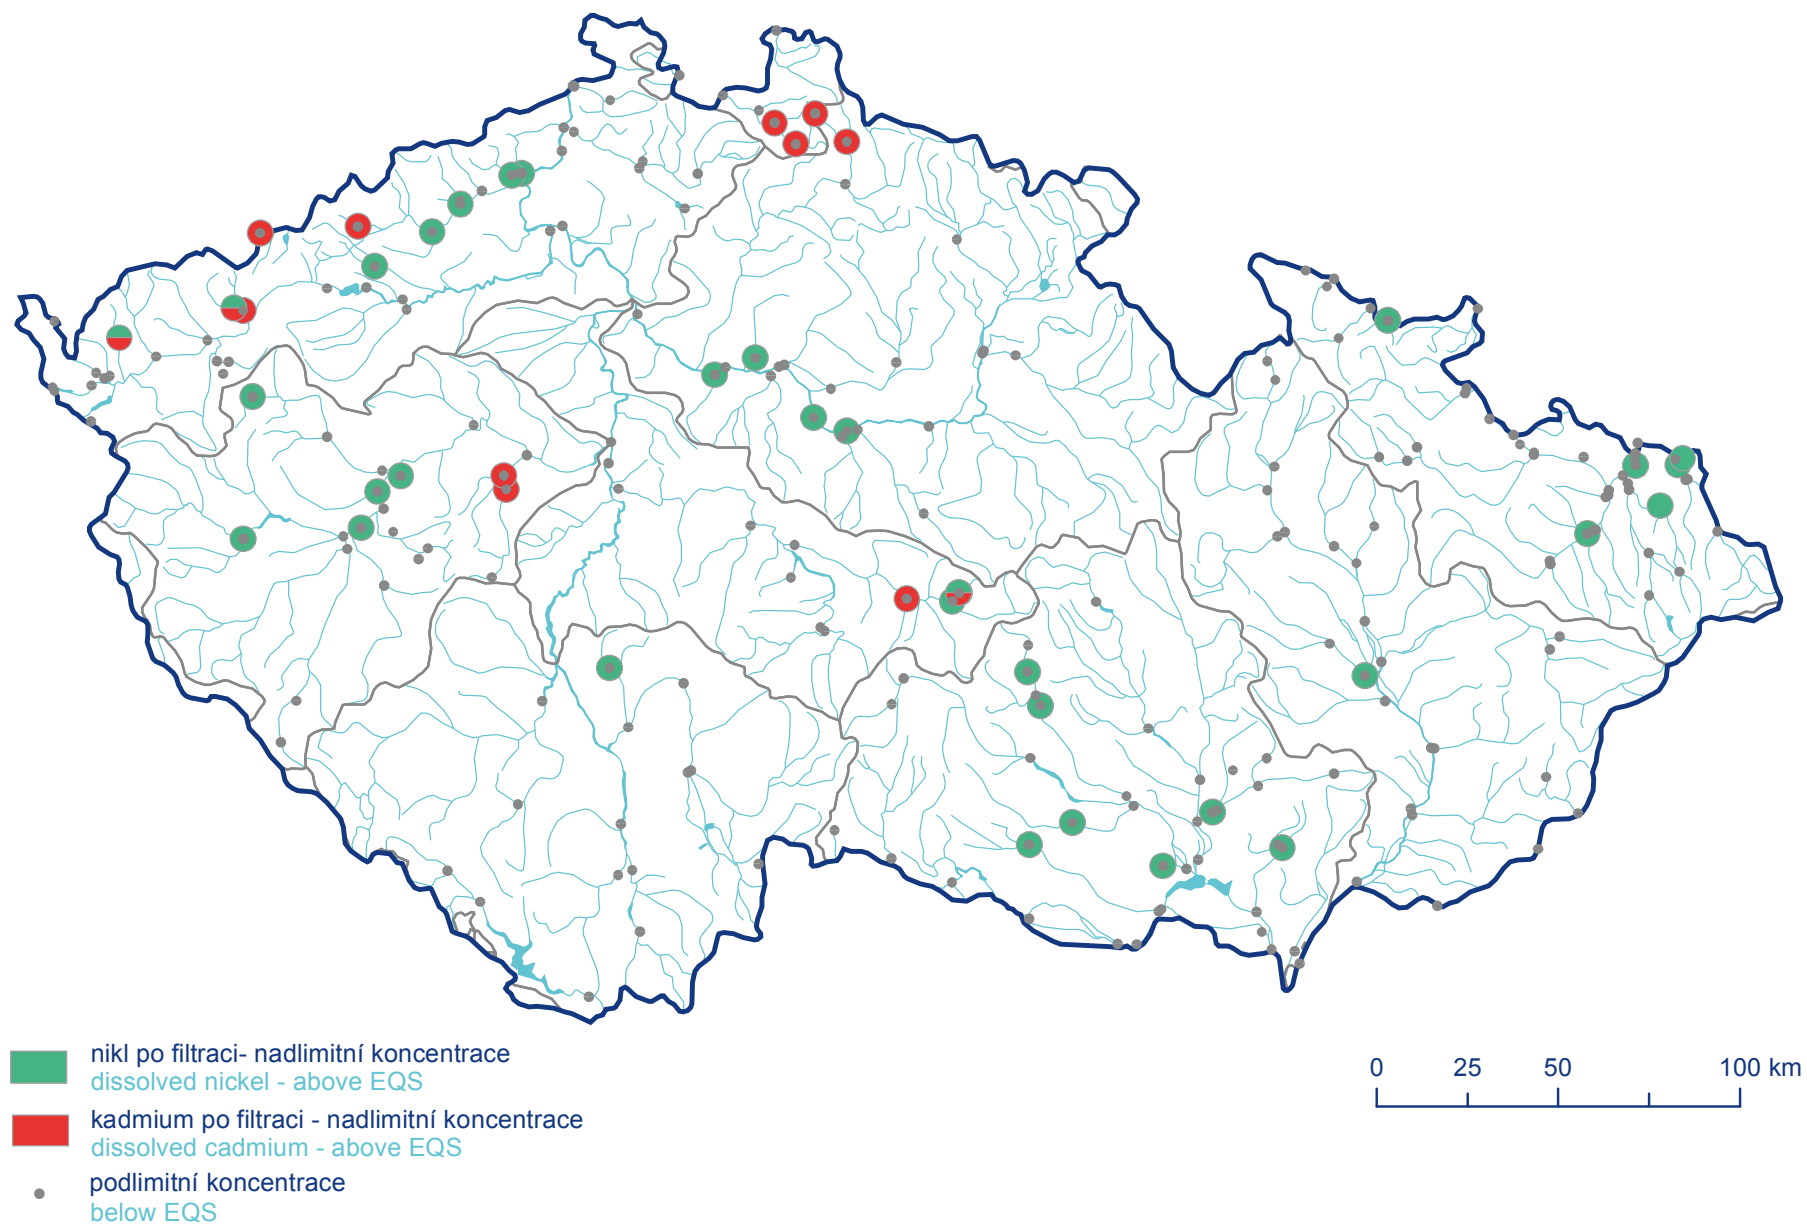 nikl po filtraci- nadlimitní koncentrace
dissolved nickel - above EQS
kadmium po filtraci - nadlimitní koncentrace
dissolved cadmium - above EQS
podlimitní koncentrace
below EQS
0 25 50 100 km